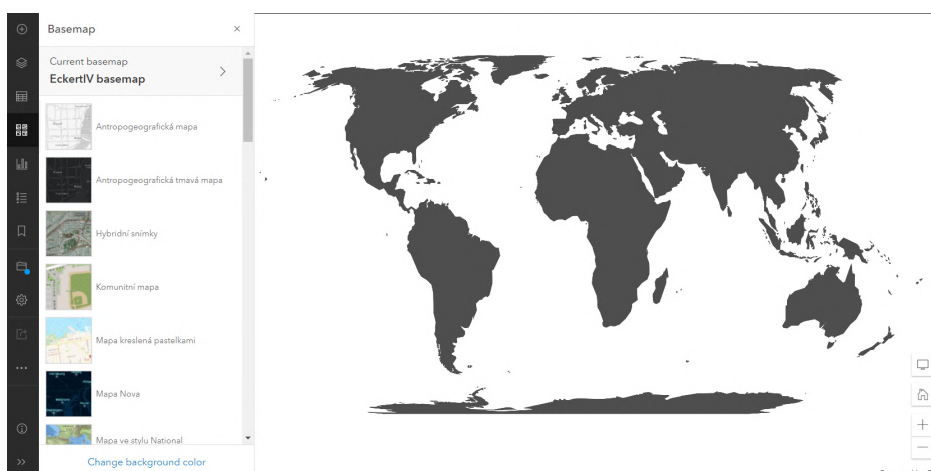 Basemap
Current basemap
EckertIV basemap
Antropogeografická mapa
Antropogeografická tmavá mapa
Hybridní snímky
Komunitní mapa
Mapa kreslená pastelkami
Mapa Nova
Mapa ve stylu National
Change background color